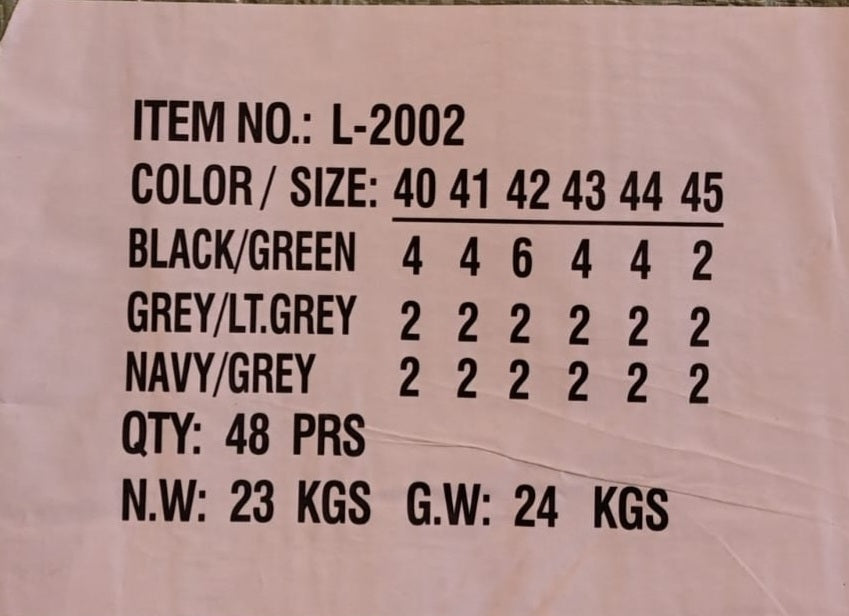 ITEM NO.: L-2002
COLOR / SIZE: 40 41 42 43 44 45
BLACK/GREEN 4 4 6 4 4 2
GREY/LT.GREY 2 2 2 2 2 2
NAVY/GREY 2 2 2 2 2 2
QTY: 48 PRS
N.W: 23 KGS G.W: 24 KGS